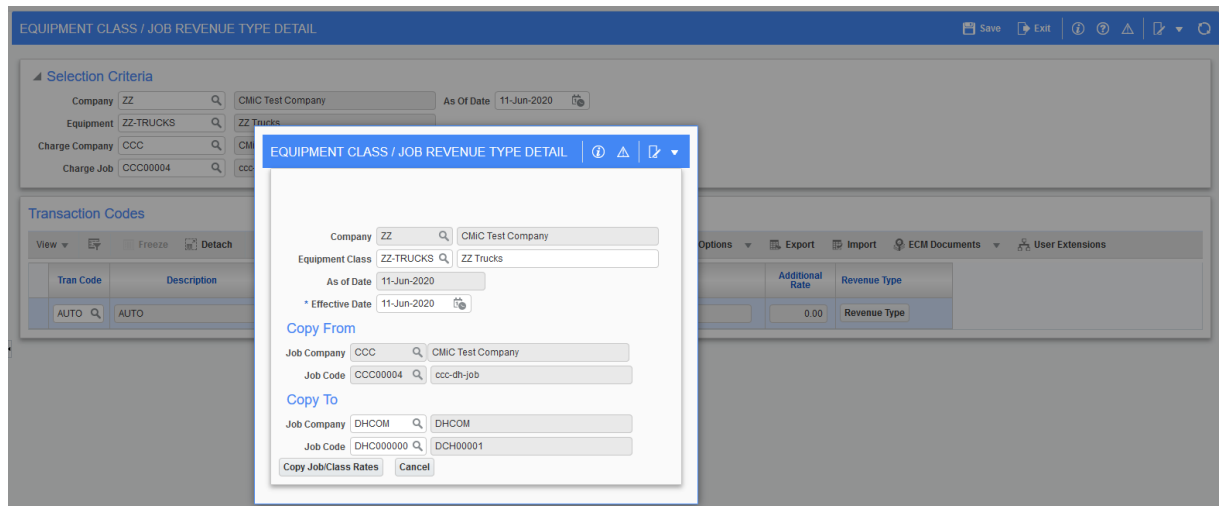 EQUIPMENT CLASS / JOB REVENUE TYPE DETAIL Save Exit
Selection Criteria
Company ZZ CMiC Test Company As Of Date 11-Jun-2020
Equipment ZZ-TRUCKS ZZ Trucks
Charge Company CCC CMi
Charge Job CCC00004 ccc-
Transaction Codes
View Freeze Detach Options Export Import ECM Documents User Extensions
Tran Code Description Additional Rate Revenue Type
AUTO AUTO 0.00 Revenue Type
EQUIPMENT CLASS / JOB REVENUE TYPE DETAIL
Company ZZ CMiC Test Company
Equipment Class ZZ-TRUCKS ZZ Trucks
As of Date 11-Jun-2020
* Effective Date 11-Jun-2020
Copy From
Job Company CCC CMiC Test Company
Job Code CCC00004 ccc-dh-job
Copy To
Job Company DHCOM DHCOM
Job Code DHC000000 DCH00001
Copy Job/Class Rates Cancel